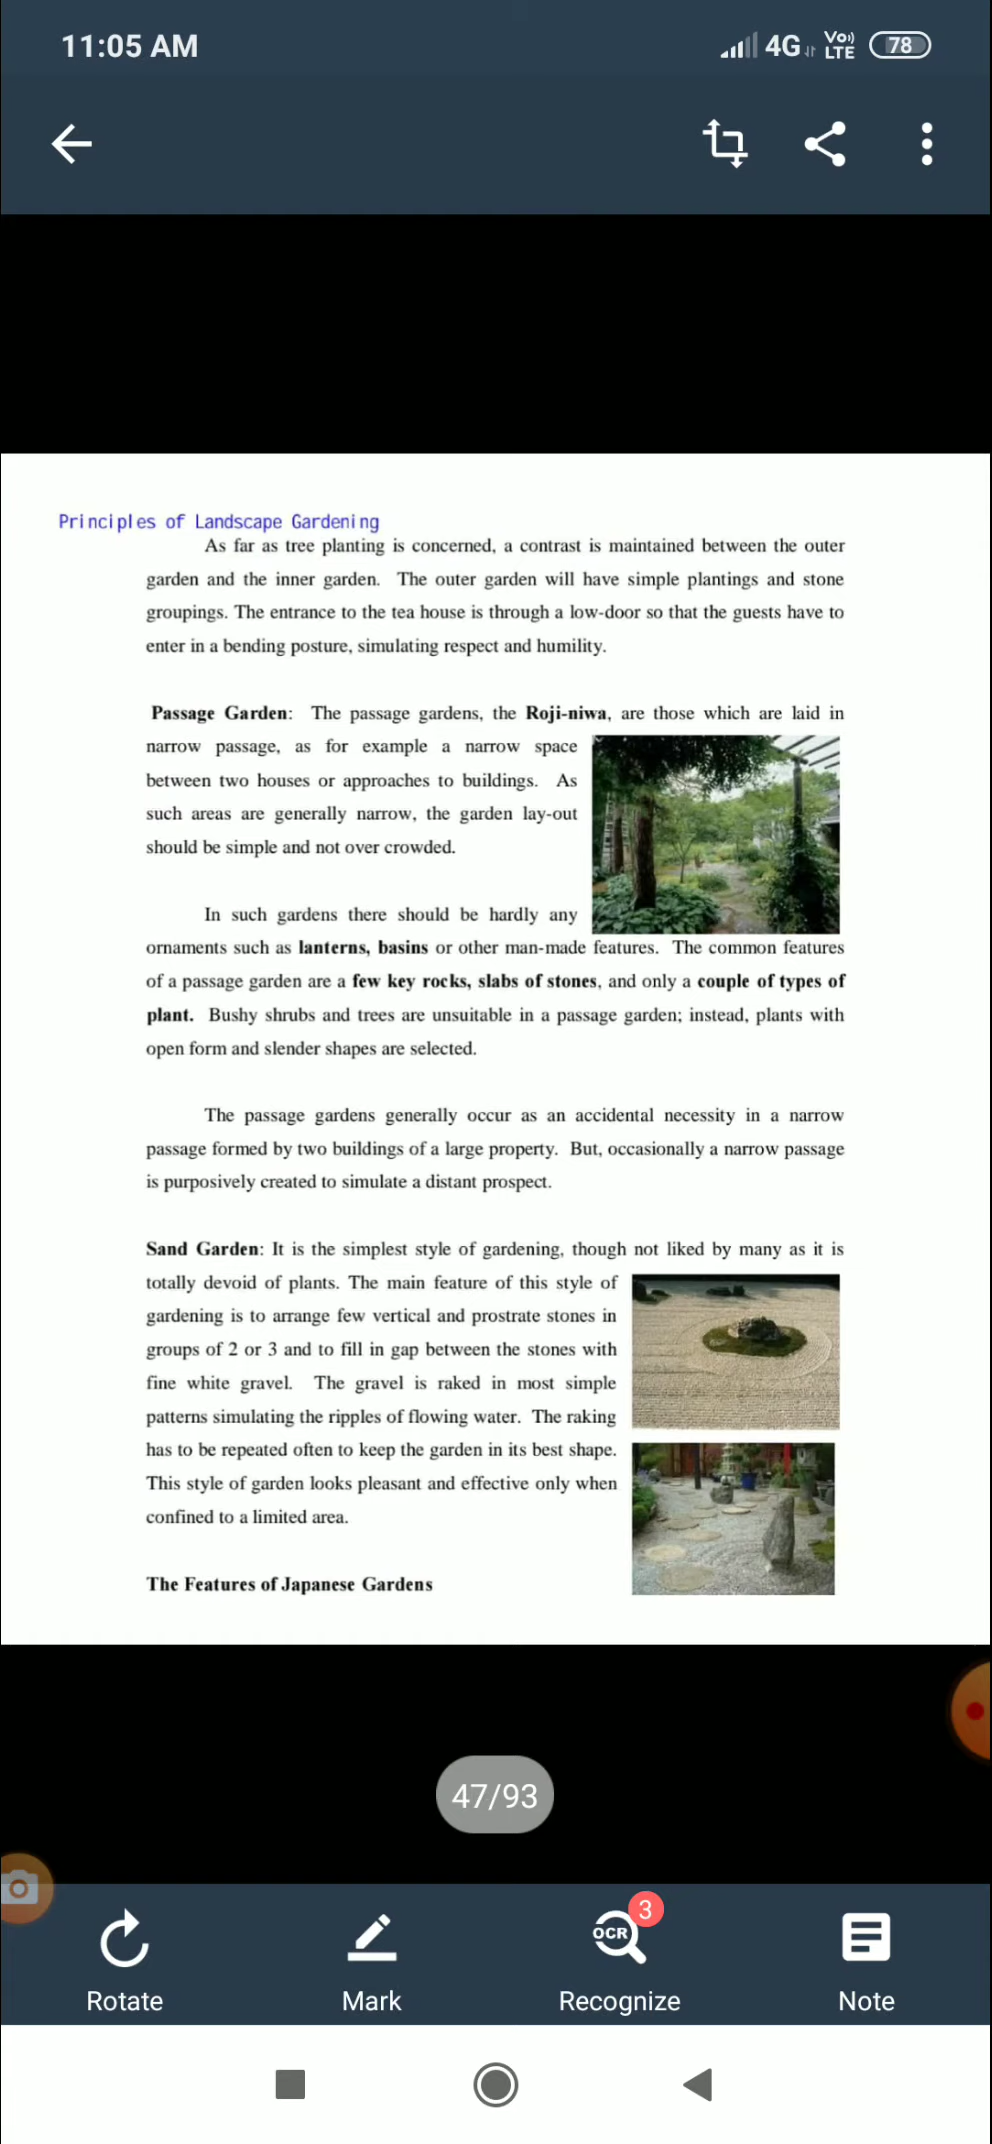 11:05 AM
4G
Vo))
LTE
78
Principles of Landscape Gardening
As far as tree planting is concerned, a contrast is maintained between the outer
garden and the inner garden. The outer garden will have simple plantings and stone
groupings. The entrance to the tea house is through a low-door so that the guests have to
enter in a bending posture, simulating respect and humility.
Passage Garden: The passage gardens, the Roji-niwa, are those which are laid in
narrow passage, as for example a narrow space
between two houses or approaches to buildings. As
such areas are generally narrow, the garden lay-out
should be simple and not over crowded.
In such gardens there should be hardly any
ornaments such as lanterns, basins or other man-made features. The common features
of a passage garden are a few key rocks, slabs of stones, and only a couple of types of
plant. Bushy shrubs and trees are unsuitable in a passage garden; instead, plants with
open form and slender shapes are selected.
The passage gardens generally occur as an accidental necessity in a narrow
passage formed by two buildings of a large property. But, occasionally a narrow passage
is purposively created to simulate a distant prospect.
Sand Garden: It is the simplest style of gardening, though not liked by many as it is
totally devoid of plants. The main feature of this style of
gardening is to arrange few vertical and prostrate stones in
groups of 2 or 3 and to fill in gap between the stones with
fine white gravel. The gravel is raked in most simple
patterns simulating the ripples of flowing water. The raking
has to be repeated often to keep the garden in its best shape.
This style of garden looks pleasant and effective only when
confined to a limited area.
The Features of Japanese Gardens
47/93
3
OCR
Rotate
Mark
Recognize
Note